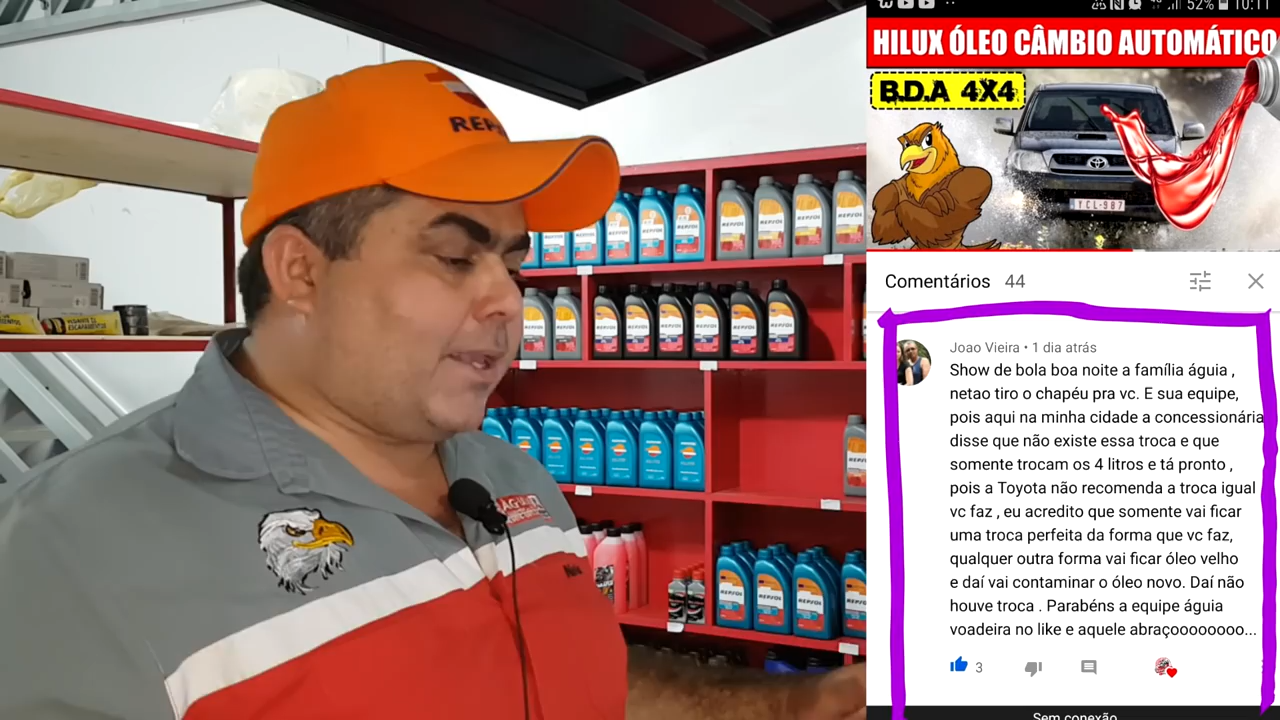 52% 10:11
HILUX ÓLEO CÂMBIO AUTOMÁTICO
B.D.A 4X4
YCL-987
Comentários 44
Joao Vieira • 1 dia atrás
Show de bola boa noite a família águia ,
netao tiro o chapéu pra vc. E sua equipe,
pois aqui na minha cidade a concessionária
disse que não existe essa troca e que
somente trocam os 4 litros e tá pronto ,
pois a Toyota não recomenda a troca igual
vc faz , eu acredito que somente vai ficar
uma troca perfeita da forma que vc faz,
qualquer outra forma vai ficar óleo velho
e daí vai contaminar o óleo novo. Daí não
houve troca . Parabéns a equipe águia
voadeira no like e aquele abraçoooooooo...
3
Sem conexão
REPSOL
REPSOL
REPSOL
REPSOL